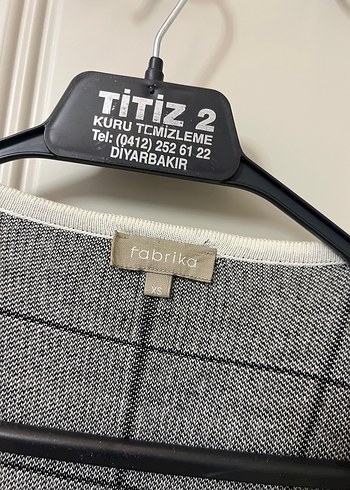 TİTİZ 2
KURU TEMİZLEME
Tel: (0412) 252 61 22
DİYARBAKIR
fabrika
XS